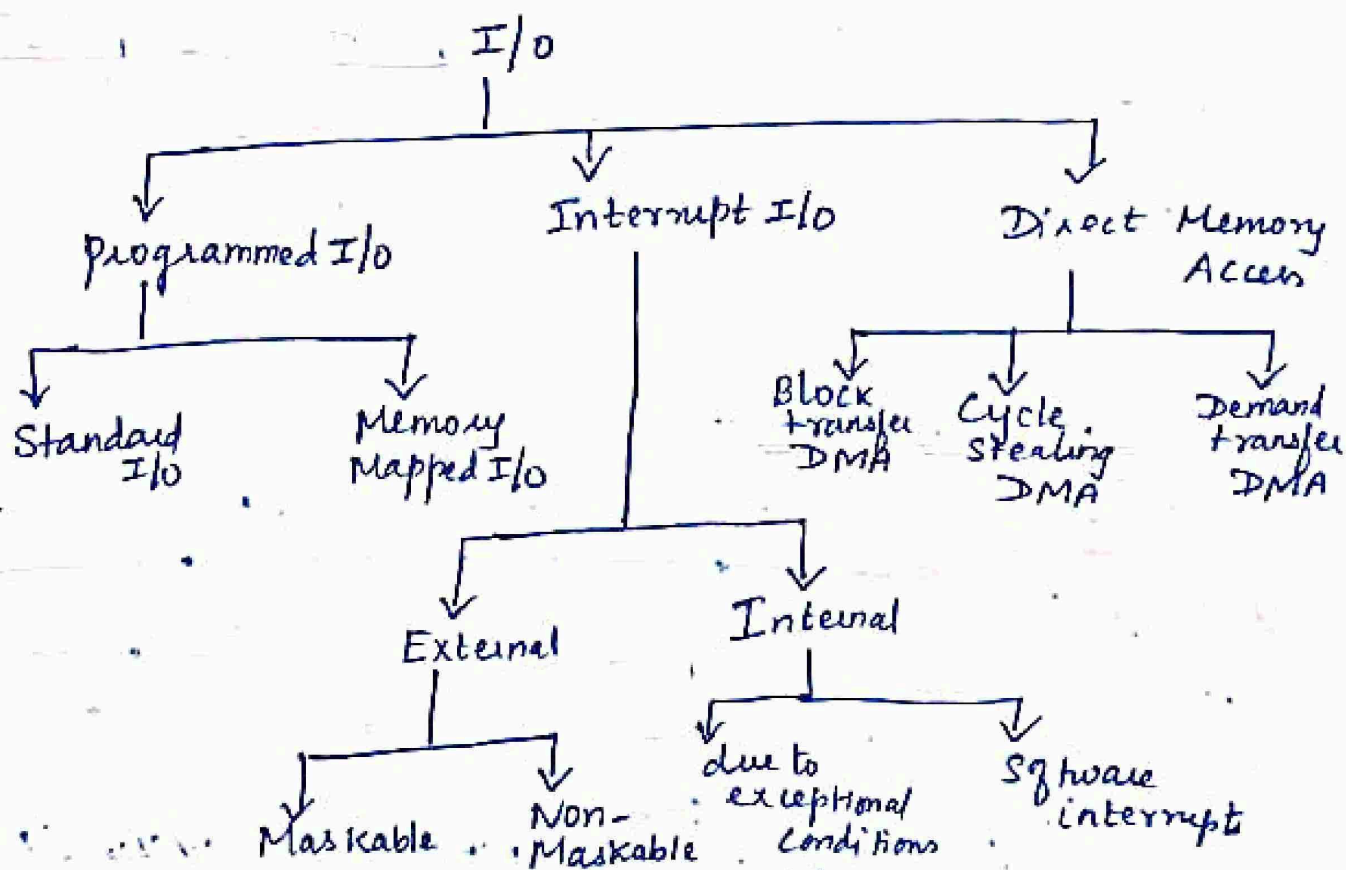 I/O
Programmed I/O
Interrupt I/O
Direct Memory
Access
Standard
I/O
Memory
Mapped I/O
Block
transfer
DMA
Cycle
Stealing
DMA
Demand
transfer
DMA
External
Internal
Maskable
Non-
Maskable
due to
exceptional
conditions
Software
interrupt